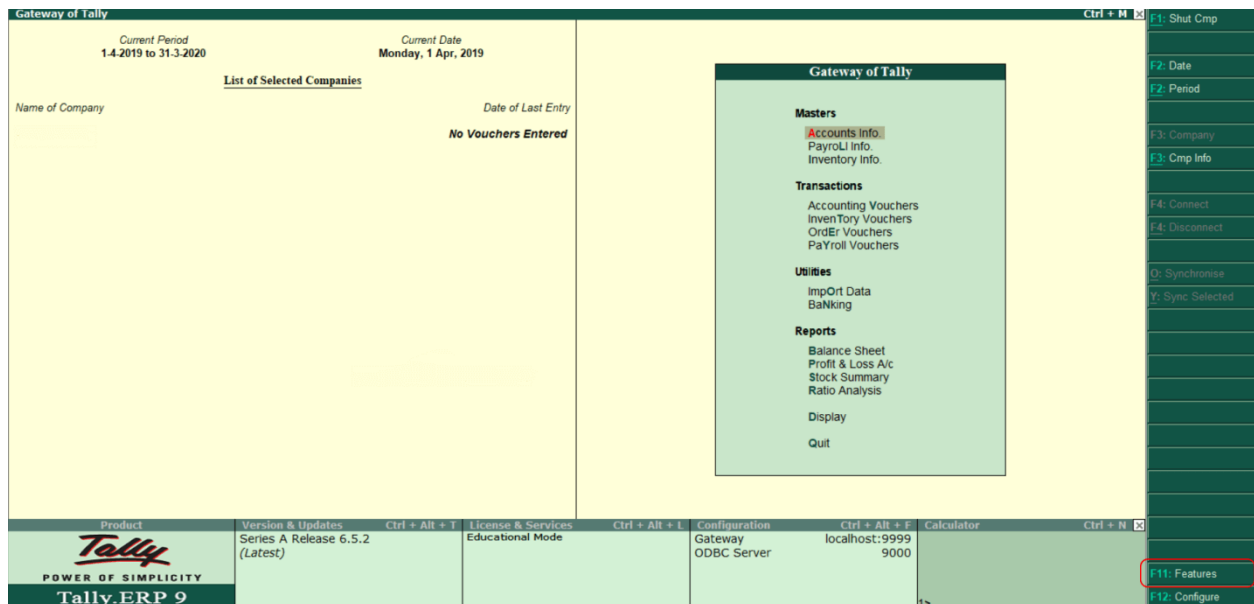 Gateway of Tally
Ctrl + M
Current Period
1-4-2019 to 31-3-2020
Current Date
Monday, 1 Apr, 2019
List of Selected Companies
Name of Company
Date of Last Entry
No Vouchers Entered
Gateway of Tally
Masters
Accounts Info.
PayroLl Info.
Inventory Info.
Transactions
Accounting Vouchers
InvenTory Vouchers
OrdEr Vouchers
PaYroll Vouchers
Utilities
ImpOrt Data
BaNking
Reports
Balance Sheet
Profit & Loss A/c
Stock Summary
Ratio Analysis
Display
Quit
F1: Shut Cmp
F2: Date
F2: Period
F3: Company
F3: Cmp Info
F4: Connect
F4: Disconnect
O: Synchronise
Y: Sync Selected
F11: Features
F12: Configure
Product
Tally
POWER OF SIMPLICITY
Tally.ERP 9
Version & Updates Ctrl + Alt + T
Series A Release 6.5.2
(Latest)
License & Services Ctrl + Alt + L
Educational Mode
Configuration Ctrl + Alt + F
Gateway localhost:9999
ODBC Server 9000
Calculator Ctrl + N
1>